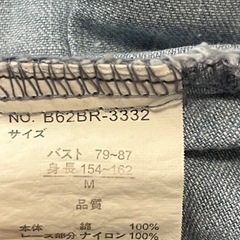 NO. B62BR-3332
サイズ
バスト 79~87
身長 154~162
M
品質
本体 綿 100%
レース部分 ナイロン 100%